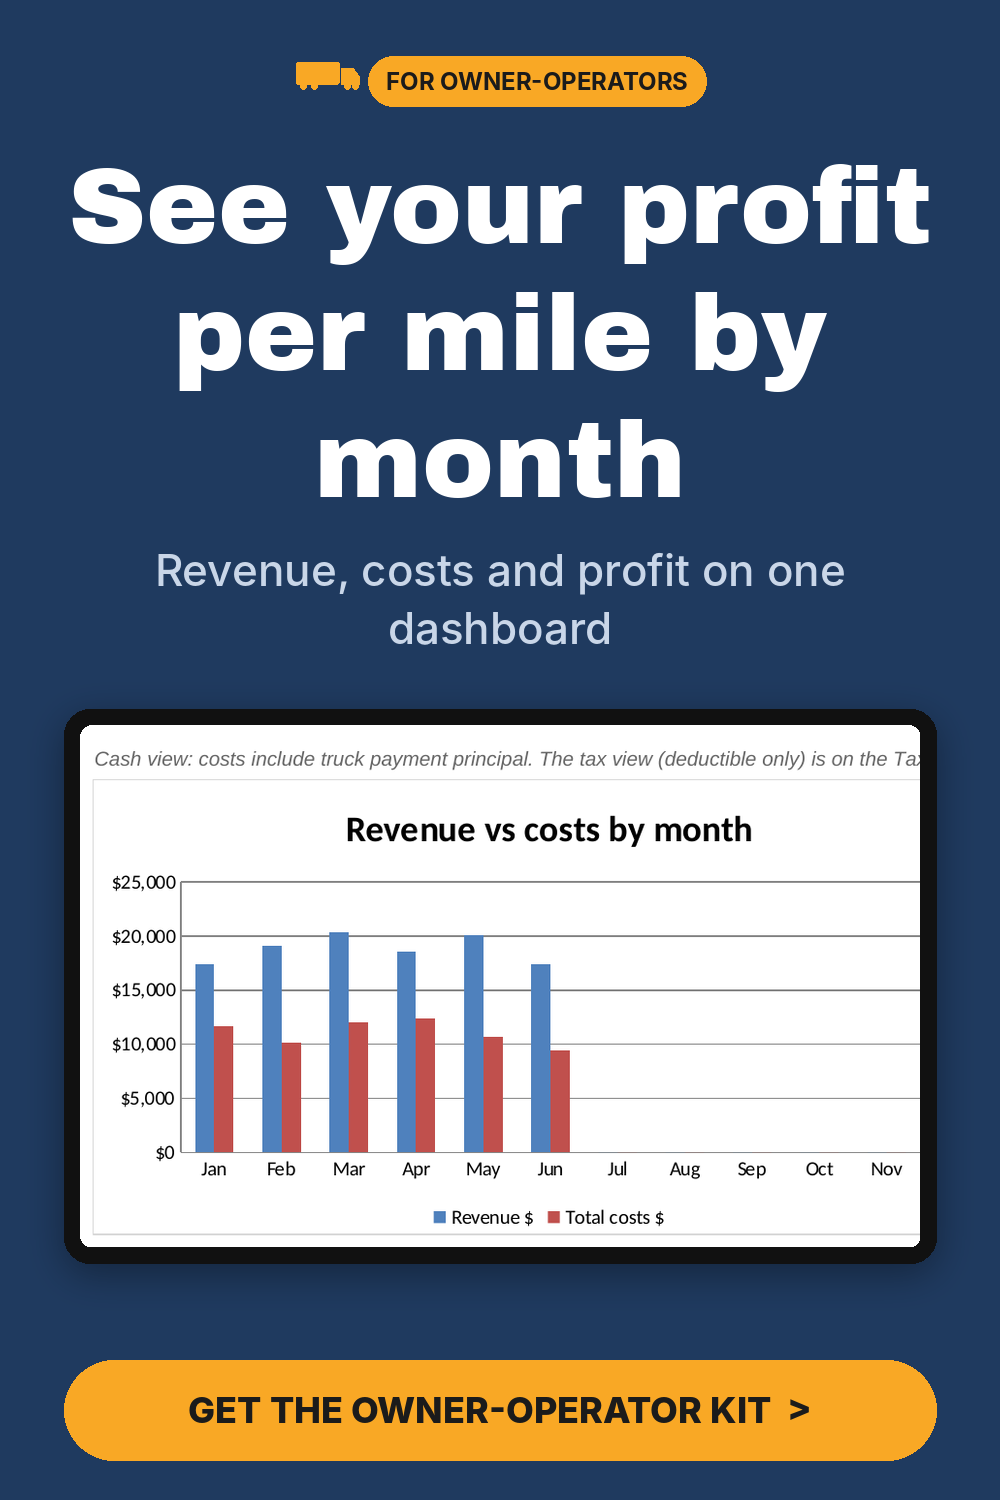 FOR OWNER-OPERATORS
See your profit
per mile by
month
Revenue, costs and profit on one
dashboard
Cash view: costs include truck payment principal. The tax view (deductible only) is on the Tax
Revenue vs costs by month
$25,000
$20,000
$15,000
$10,000
$5,000
$0
Jan Feb Mar Apr May Jun Jul Aug Sep Oct Nov
Revenue $ Total costs $
GET THE OWNER-OPERATOR KIT >